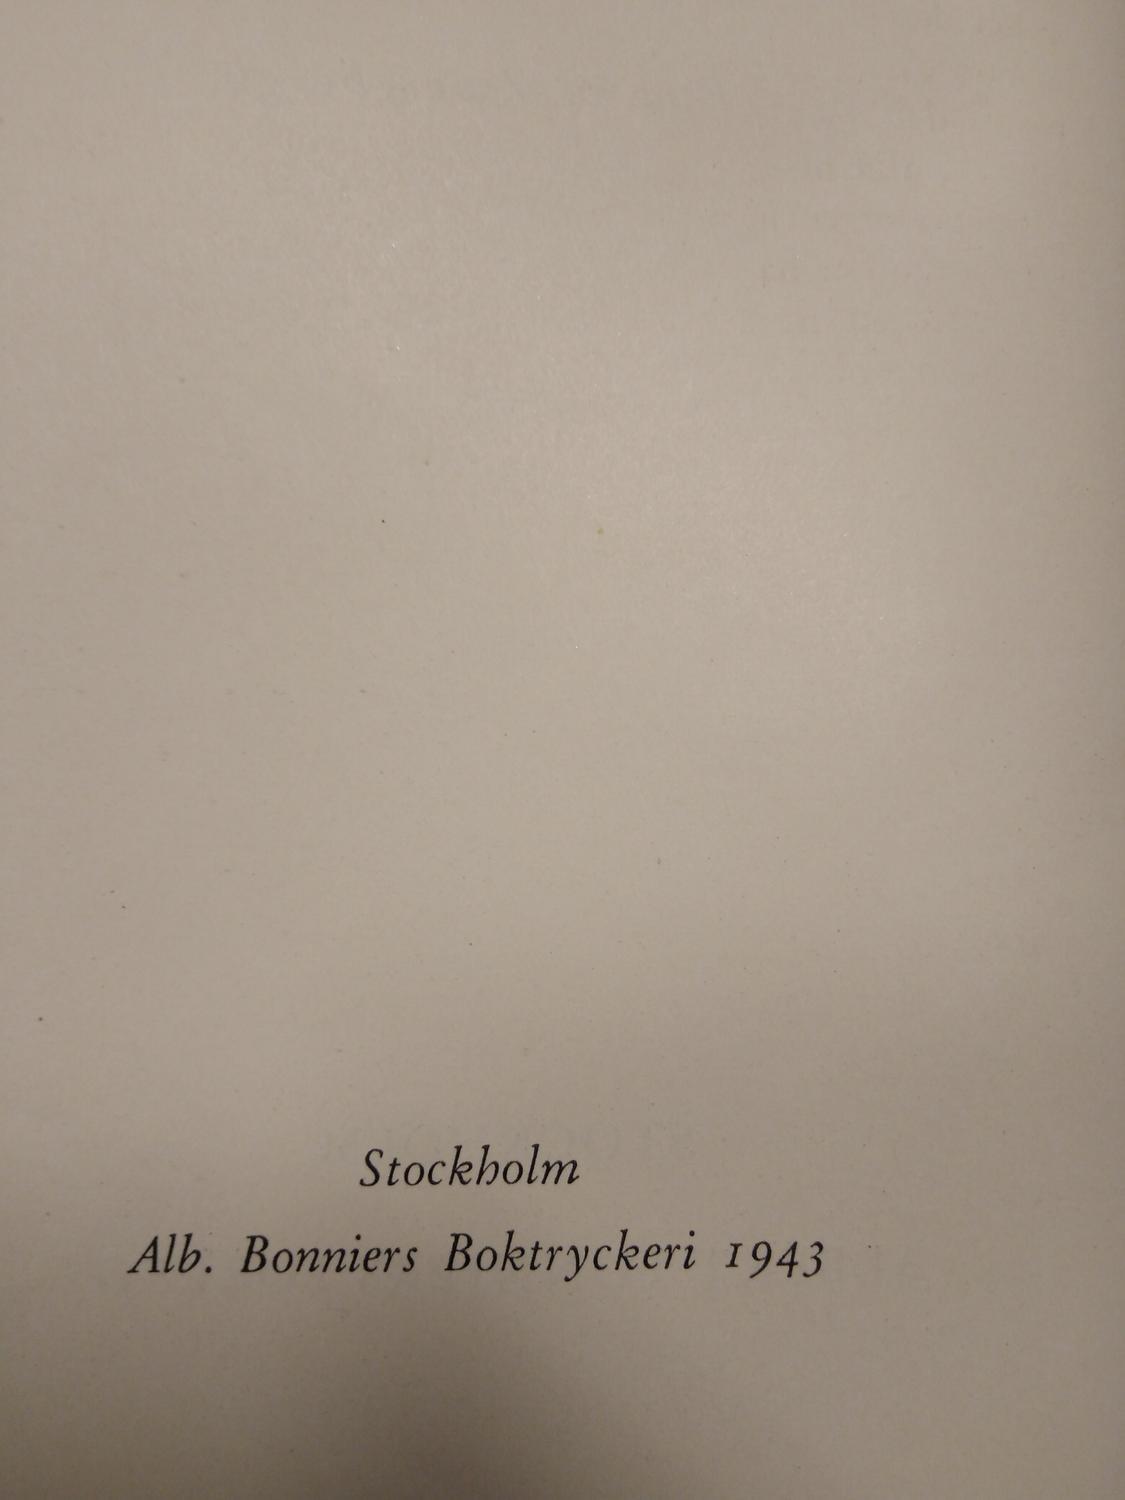 Stockholm
Alb. Bonniers Boktryckeri 1943